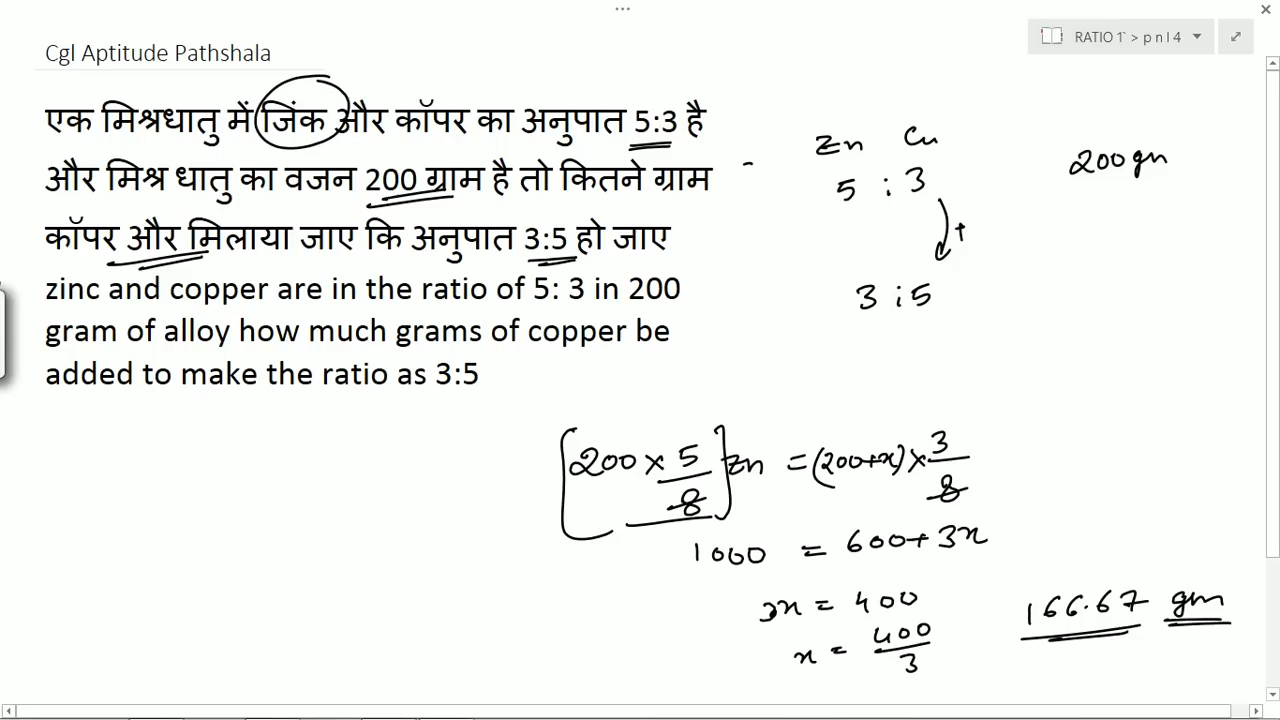 RATIO 1` > p n l 4
Cgl Aptitude Pathshala
एक मिश्रधातु में जिंक और कॉपर का अनुपात 5:3 है
और मिश्र धातु का वजन 200 ग्राम है तो कितने ग्राम
कॉपर और मिलाया जाए कि अनुपात 3:5 हो जाए
zinc and copper are in the ratio of 5: 3 in 200
gram of alloy how much grams of copper be
added to make the ratio as 3:5
Zn Cu
5 : 3
200 gm
+
3 : 5
[200 × 5/8] Zn = (200+x) × 3/8
1000 = 600+3x
3x = 400
x = 400/3
166.67 gm